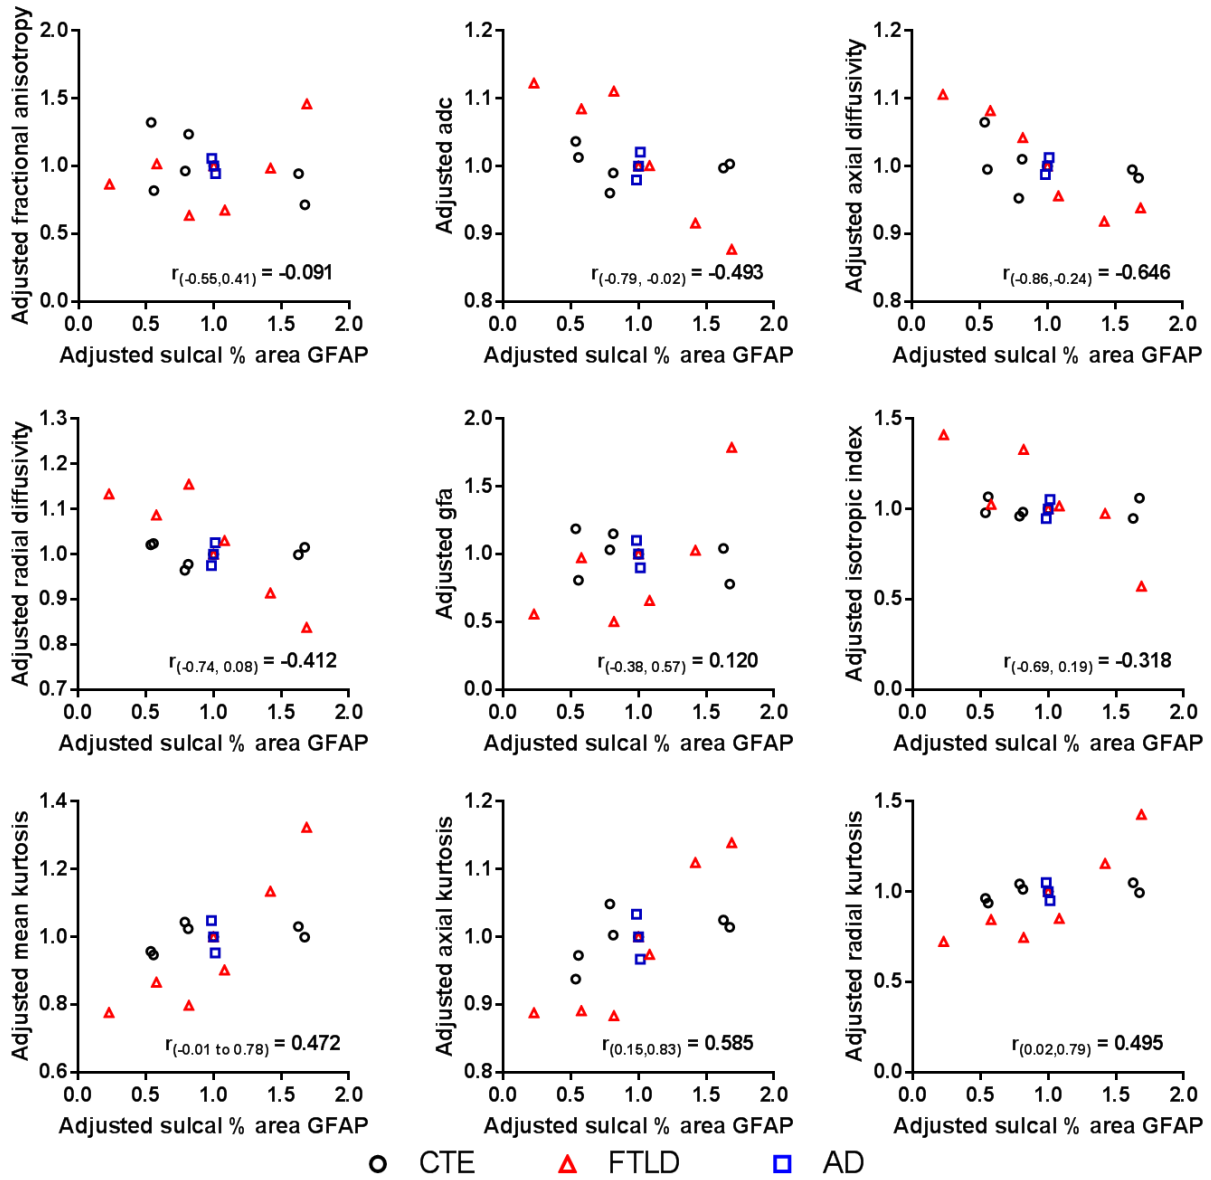 Adjusted fractional anisotropy
2.0
1.5
1.0
0.5
0.0
r(-0.55,0.41) = -0.091
0.0 0.5 1.0 1.5 2.0
Adjusted sulcal % area GFAP
Adjusted adc
1.2
1.1
1.0
0.9
0.8
r(-0.79, -0.02) = -0.493
0.0 0.5 1.0 1.5 2.0
Adjusted sulcal % area GFAP
Adjusted axial diffusivity
1.2
1.1
1.0
0.9
0.8
r(-0.86,-0.24) = -0.646
0.0 0.5 1.0 1.5 2.0
Adjusted sulcal % area GFAP
Adjusted radial diffusivity
1.3
1.2
1.1
1.0
0.9
0.8
0.7
r(-0.74, 0.08) = -0.412
0.0 0.5 1.0 1.5 2.0
Adjusted sulcal % area GFAP
Adjusted gfa
2.0
1.5
1.0
0.5
0.0
r(-0.38, 0.57) = 0.120
0.0 0.5 1.0 1.5 2.0
Adjusted sulcal % area GFAP
Adjusted isotropic index
1.5
1.0
0.5
0.0
r(-0.69, 0.19) = -0.318
0.0 0.5 1.0 1.5 2.0
Adjusted sulcal % area GFAP
Adjusted mean kurtosis
1.4
1.2
1.0
0.8
0.6
r(-0.01 to 0.78) = 0.472
0.0 0.5 1.0 1.5 2.0
Adjusted sulcal % area GFAP
Adjusted axial kurtosis
1.2
1.1
1.0
0.9
0.8
r(0.15,0.83) = 0.585
0.0 0.5 1.0 1.5 2.0
Adjusted sulcal % area GFAP
Adjusted radial kurtosis
1.5
1.0
0.5
0.0
r(0.02,0.79) = 0.495
0.0 0.5 1.0 1.5 2.0
Adjusted sulcal % area GFAP
CTE FTLD AD